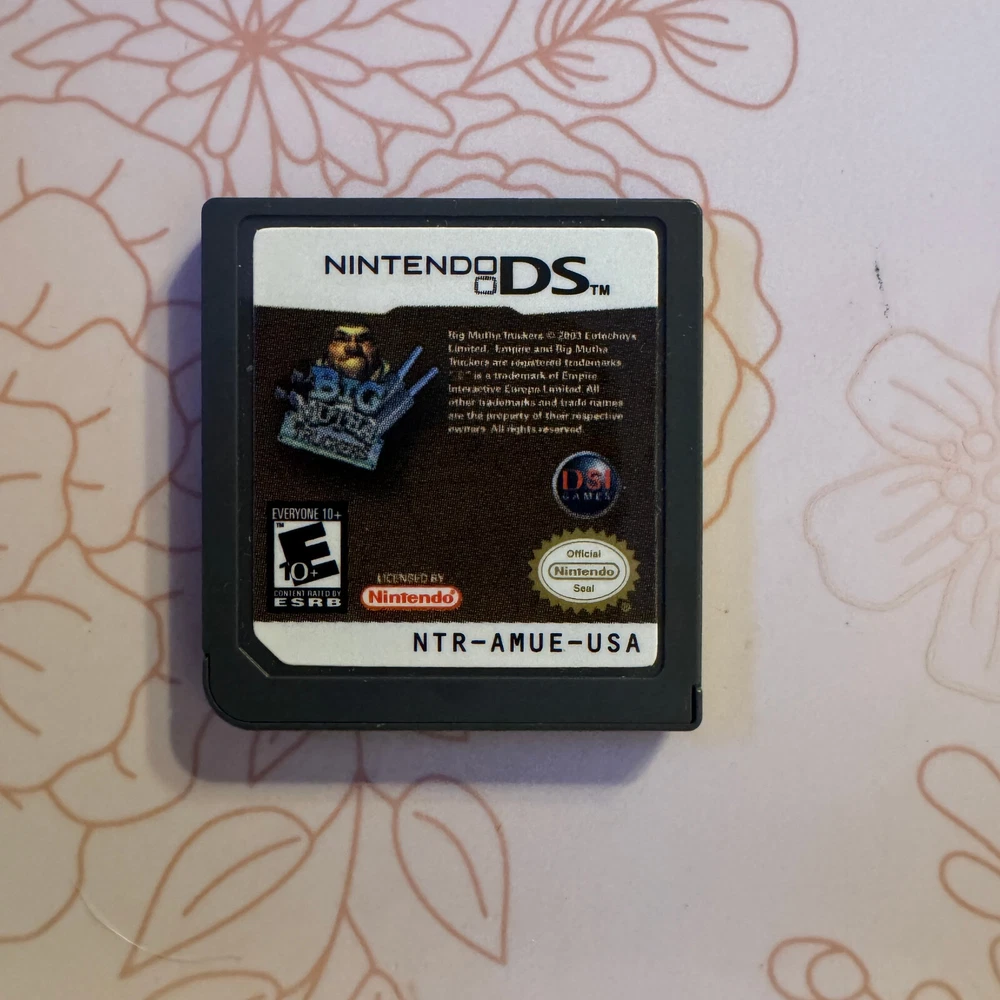 NINTENDO DS™
BIG
MUTHA
TRUCKERS
Big Mutha Truckers © 2003 Eutechnyx
Limited. Empire and Big Mutha
Truckers are registered trademarks
" " is a trademark of Empire
Interactive Europe Limited. All
other trademarks and trade names
are the property of their respective
owners. All rights reserved.
DSI
GAMES
EVERYONE 10+
™
E
10+
CONTENT RATED BY
ESRB
LICENSED BY
Nintendo®
Official
Nintendo
Seal
®
NTR-AMUE-USA